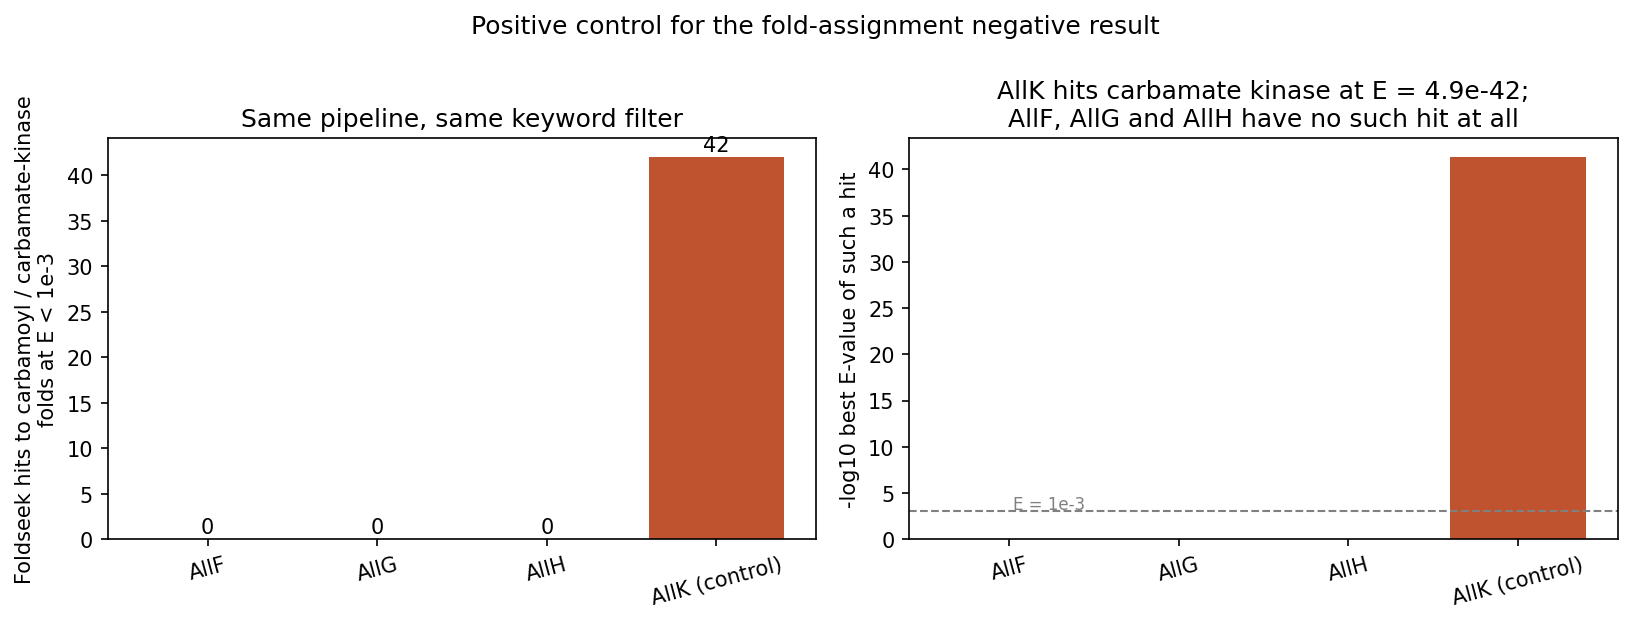 Positive control for the fold-assignment negative result
Same pipeline, same keyword filter
Foldseek hits to carbamoyl / carbamate-kinase
folds at E < 1e-3
40
35
30
25
20
15
10
5
0
0
0
0
42
AllF
AllG
AllH
AllK (control)
AllK hits carbamate kinase at E = 4.9e-42;
AllF, AllG and AllH have no such hit at all
-log10 best E-value of such a hit
40
35
30
25
20
15
10
5
0
E = 1e-3
AllF
AllG
AllH
AllK (control)